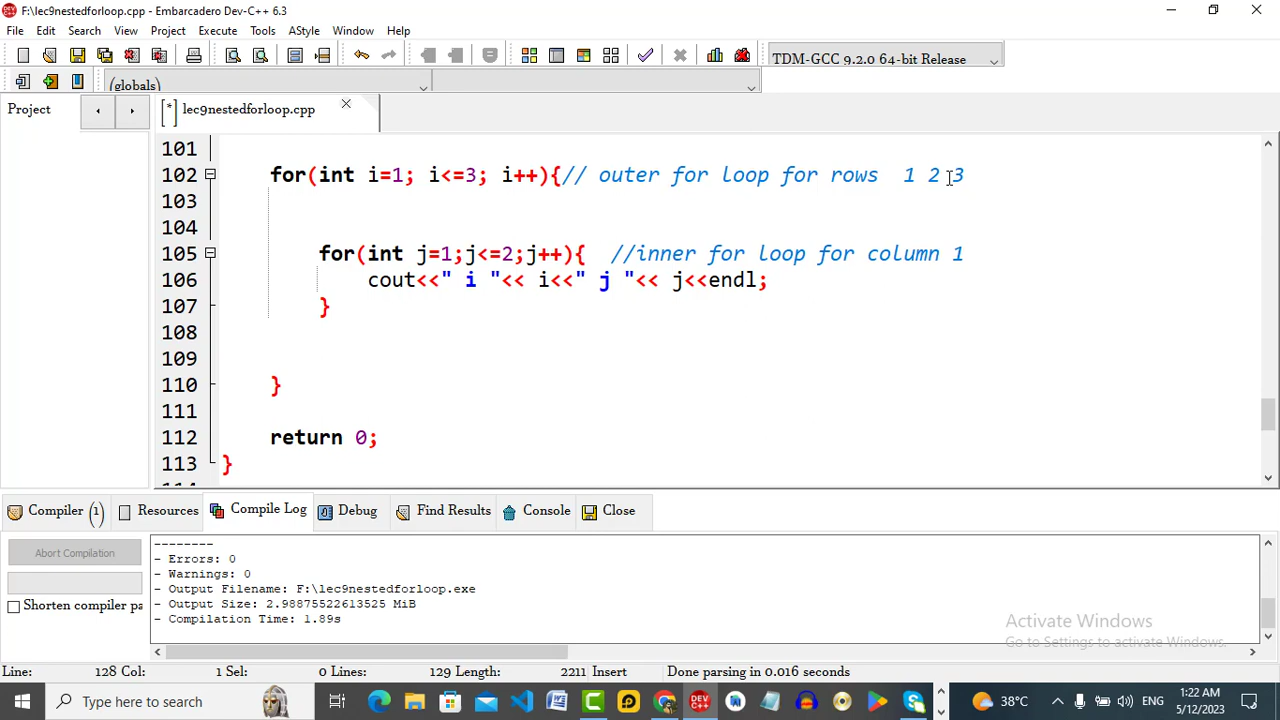 F:\lec9nestedforloop.cpp - Embarcadero Dev-C++ 6.3
File Edit Search View Project Execute Tools AStyle Window Help
TDM-GCC 9.2.0 64-bit Release
(globals)
Project
[*] lec9nestedforloop.cpp
101
102 for(int i=1; i<=3; i++){// outer for loop for rows  1 2 3
103
104
105 for(int j=1;j<=2;j++){  //inner for loop for column 1
106 cout<<" i "<< i<<" j "<< j<<endl;
107 }
108
109
110 }
111
112 return 0;
113 }
Compiler (1) Resources Compile Log Debug Find Results Console Close
Abort Compilation
Shorten compiler pa
--------
- Errors: 0
- Warnings: 0
- Output Filename: F:\lec9nestedforloop.exe
- Output Size: 2.98875522613525 MiB
- Compilation Time: 1.89s
Activate Windows
Go to Settings to activate Windows.
Line: 128 Col: 1 Sel: 0 Lines: 129 Length: 2211 Insert Done parsing in 0.016 seconds
Type here to search
38°C
ENG
1:22 AM
5/12/2023